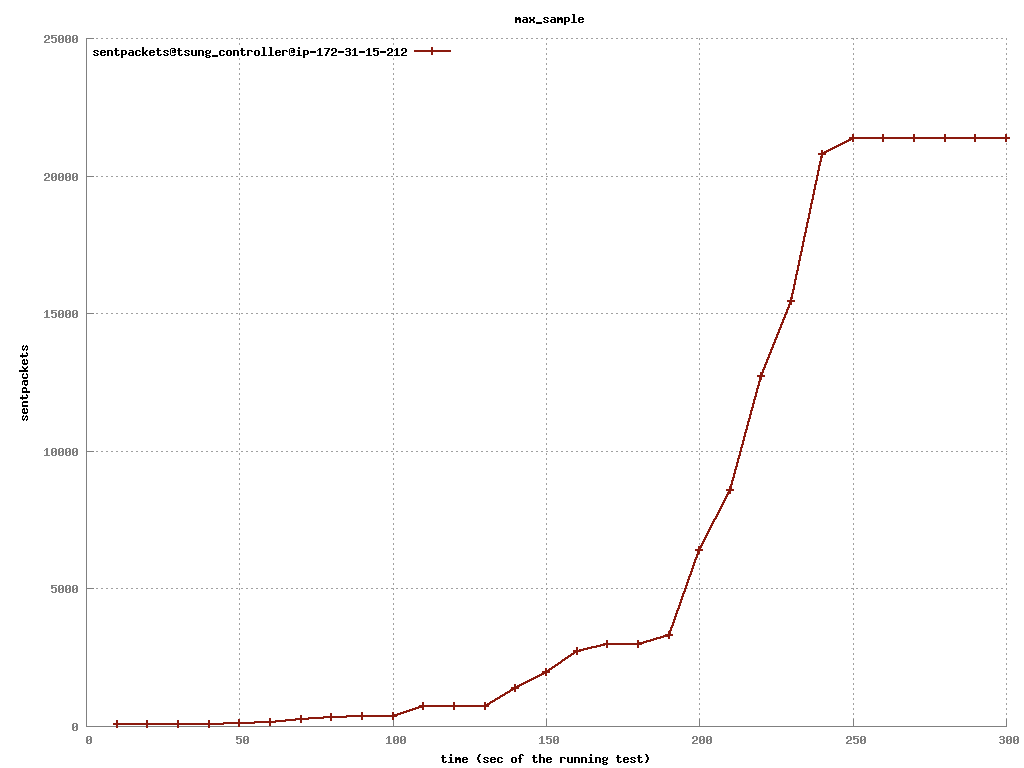 max_sample
sentpackets@tsung_controller@ip-172-31-15-212
25000
20000
15000
10000
5000
0
sentpackets
0 50 100 150 200 250 300
time (sec of the running test)